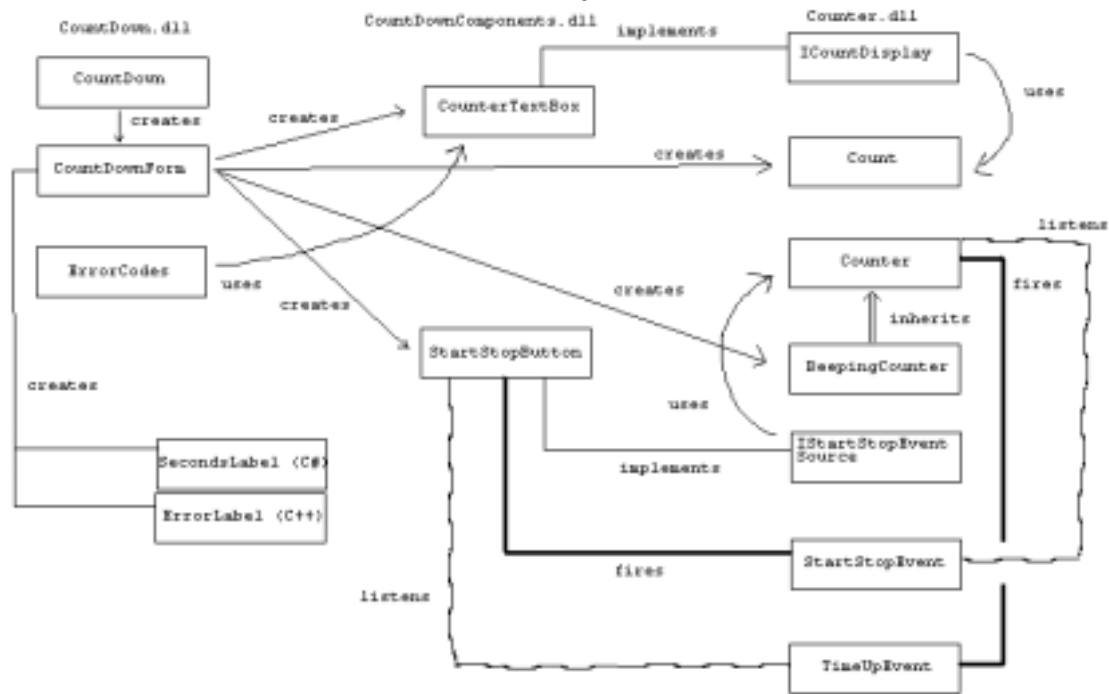 CountDown.dll
CountDownComponents.dll
Counter.dll
implements
ICountDisplay
CountDown
uses
creates
CounterTextBox
creates
creates
Count
CountDownForm
listens
ErrorCodes
uses
Counter
fires
creates
creates
inherits
StartStopButton
BeepingCounter
creates
uses
IStartStopEvent
Source
SecondsLabel (C#)
implements
ErrorLabel (C++)
StartStopEvent
fires
listens
TimeUpEvent